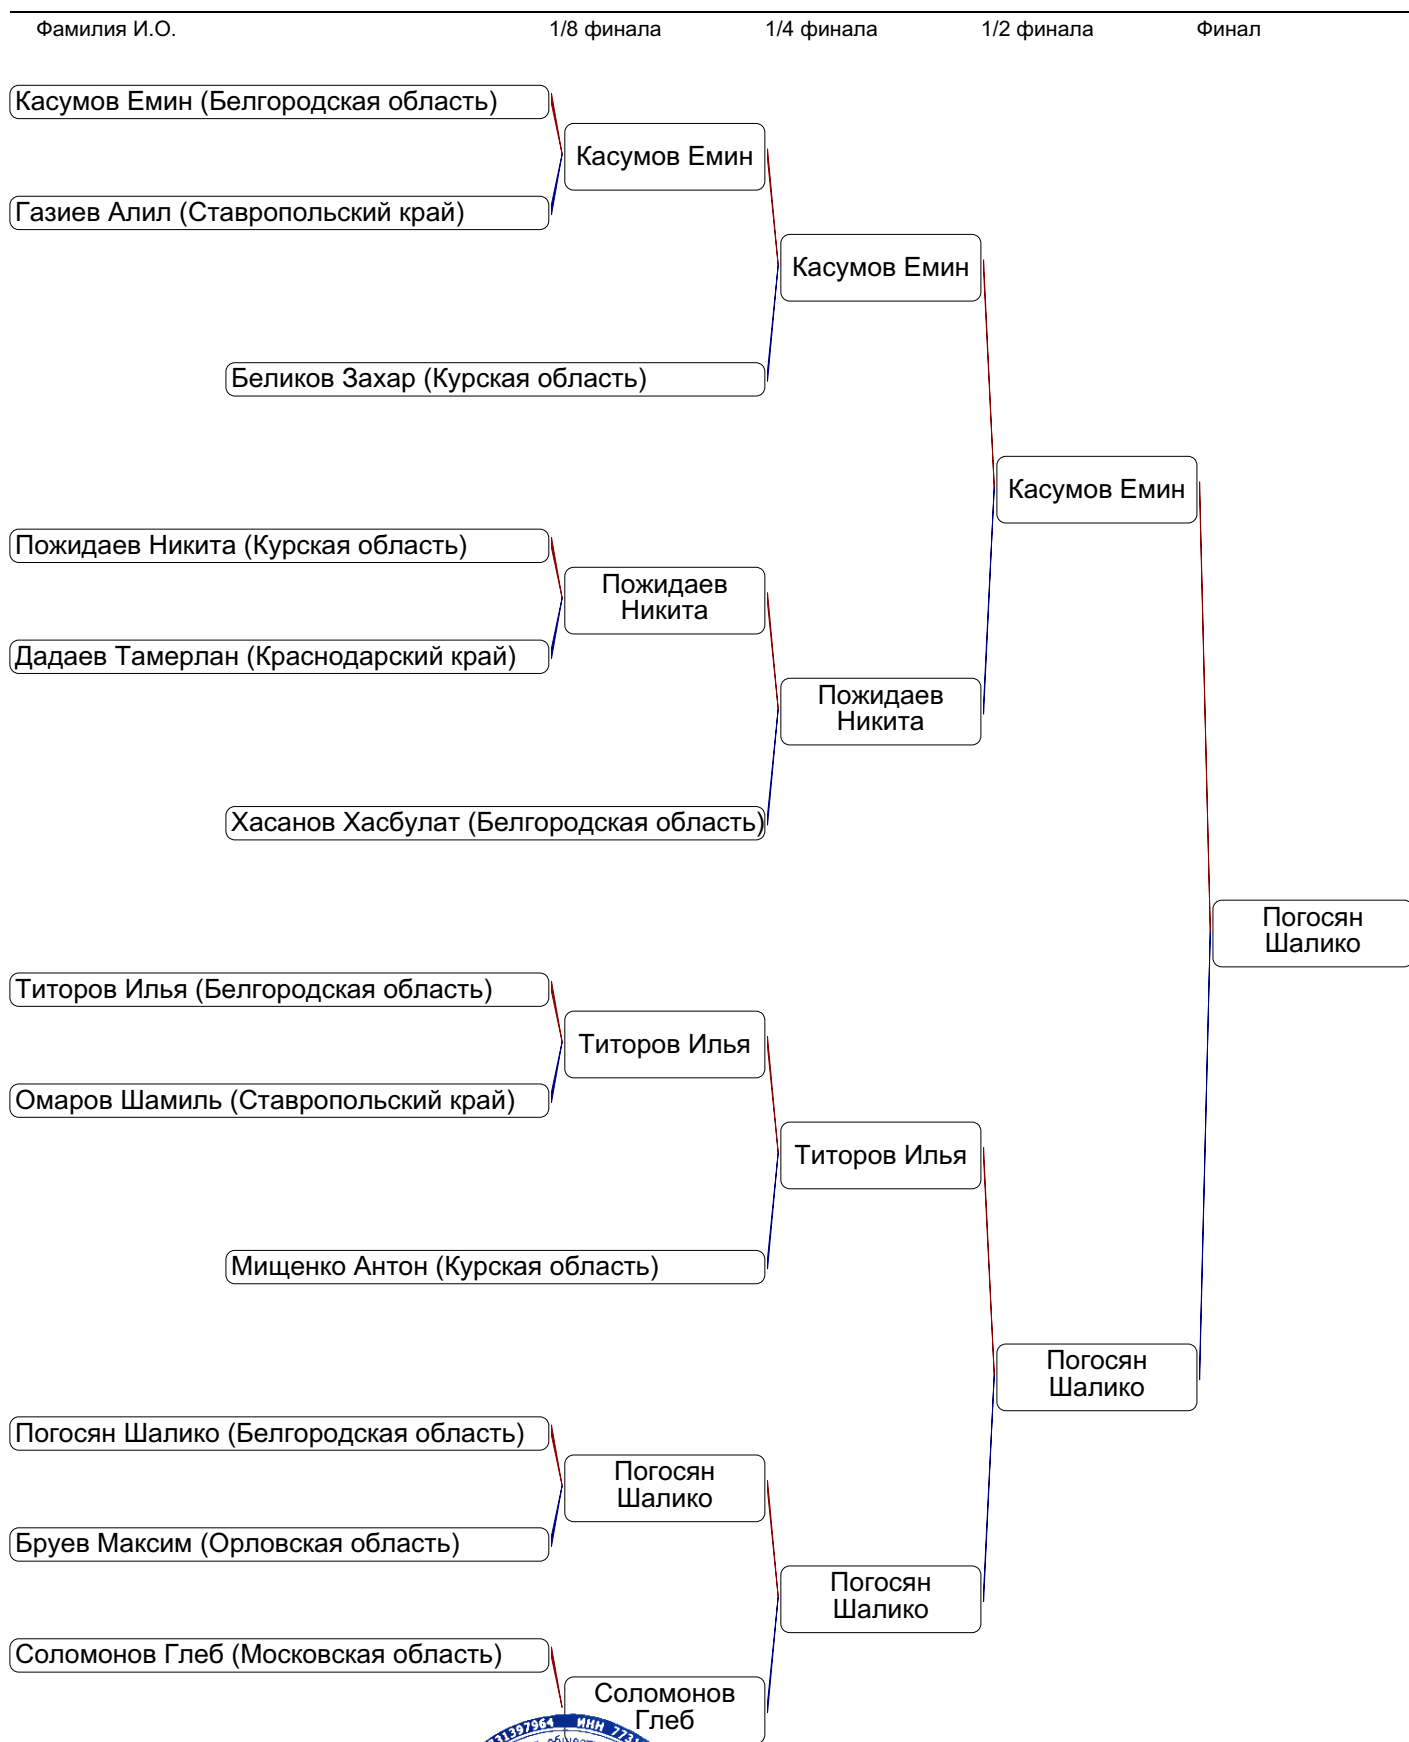 Фамилия И.О. 1/8 финала 1/4 финала 1/2 финала Финал
Касумов Емин (Белгородская область)
Касумов Емин
Газиев Алил (Ставропольский край)
Касумов Емин
Беликов Захар (Курская область)
Касумов Емин
Пожидаев Никита (Курская область)
Пожидаев
Никита
Дадаев Тамерлан (Краснодарский край)
Пожидаев
Никита
Хасанов Хасбулат (Белгородская область)
Погосян
Шалико
Титоров Илья (Белгородская область)
Титоров Илья
Омаров Шамиль (Ставропольский край)
Титоров Илья
Мищенко Антон (Курская область)
Погосян
Шалико
Погосян Шалико (Белгородская область)
Погосян
Шалико
Бруев Максим (Орловская область)
Погосян
Шалико
Соломонов Глеб (Московская область)
Соломонов
Глеб
ИНН